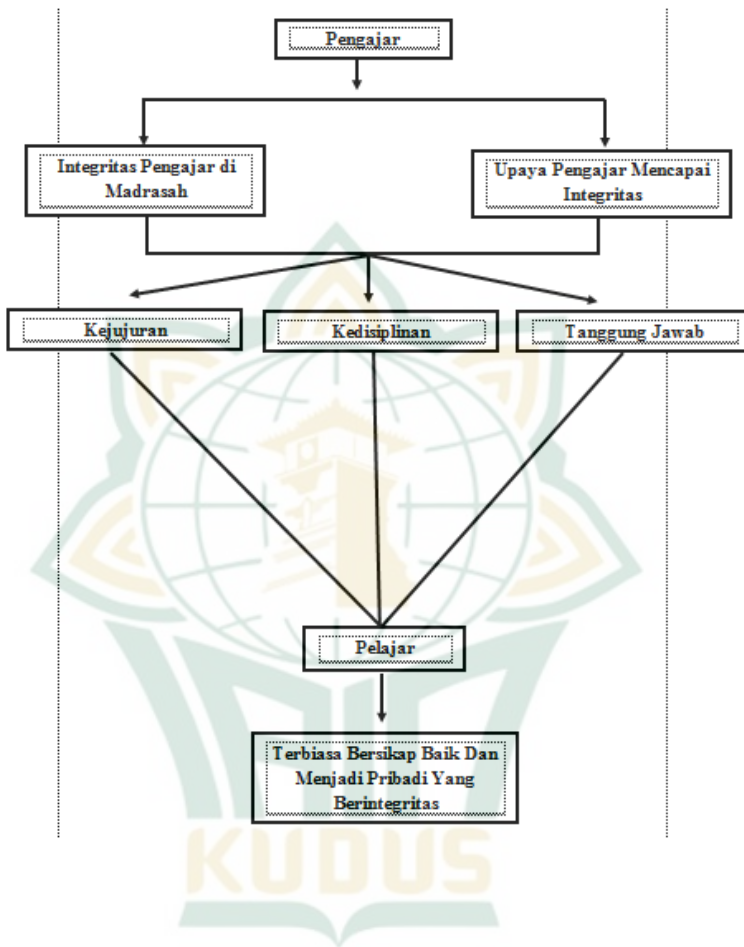 Pengajar
Integritas Pengajar di
Madrasah
Upaya Pengajar Mencapai
Integritas
Kejujuran
Kedisiplinan
Tanggung Jawab
Pelajar
Terbiasa Bersikap Baik Dan
Menjadi Pribadi Yang
Berintegritas
KUDUS